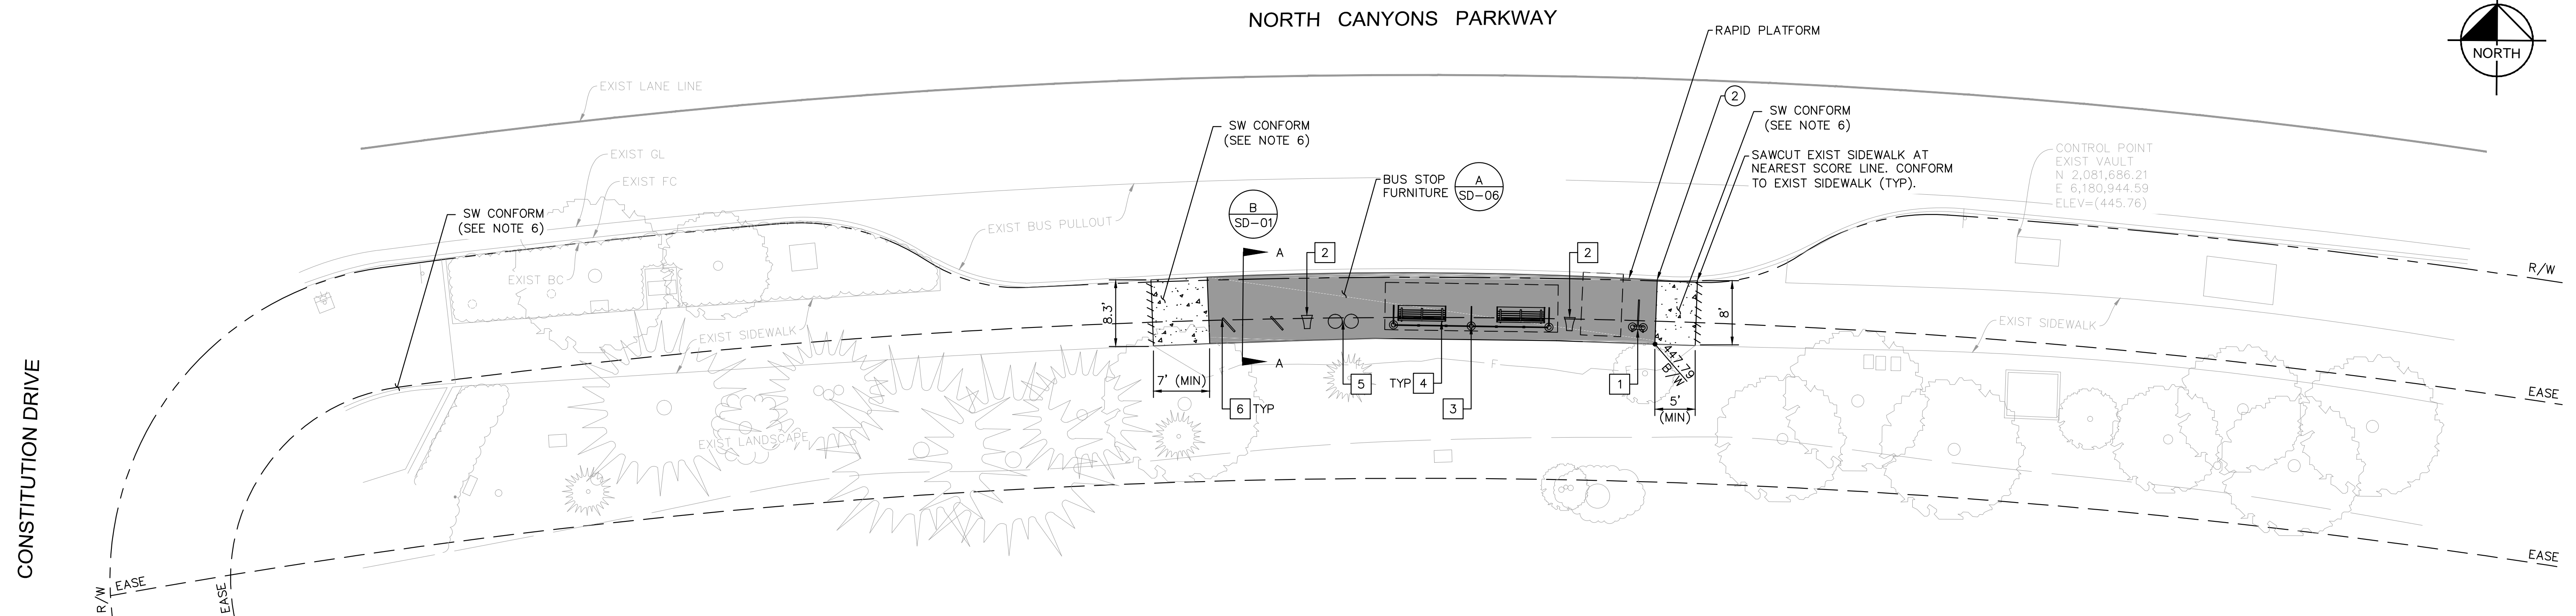 NORTH CANYONS PARKWAY
RAPID PLATFORM
NORTH
EXIST LANE LINE
2
SW CONFORM
(SEE NOTE 6)
SW CONFORM
(SEE NOTE 6)
EXIST GL
EXIST FC
SAWCUT EXIST SIDEWALK AT
NEAREST SCORE LINE. CONFORM
TO EXIST SIDEWALK (TYP).
CONTROL POINT
EXIST VAULT
N 2,081,686.21
E 6,180,944.59
ELEV=(445.76)
BUS STOP
FURNITURE
A
SD-06
B
SD-01
SW CONFORM
(SEE NOTE 6)
EXIST BUS PULLOUT
A
2
2
R/W
EXIST BC
8.3'
8'
EXIST SIDEWALK
EXIST SIDEWALK
447.79
B/W
A
F
F
7' (MIN)
5
TYP 4
1
5'
(MIN)
6 TYP
3
EASE
EXIST LANDSCAPE
CONSTITUTION DRIVE
EASE
R/W
EASE
EASE